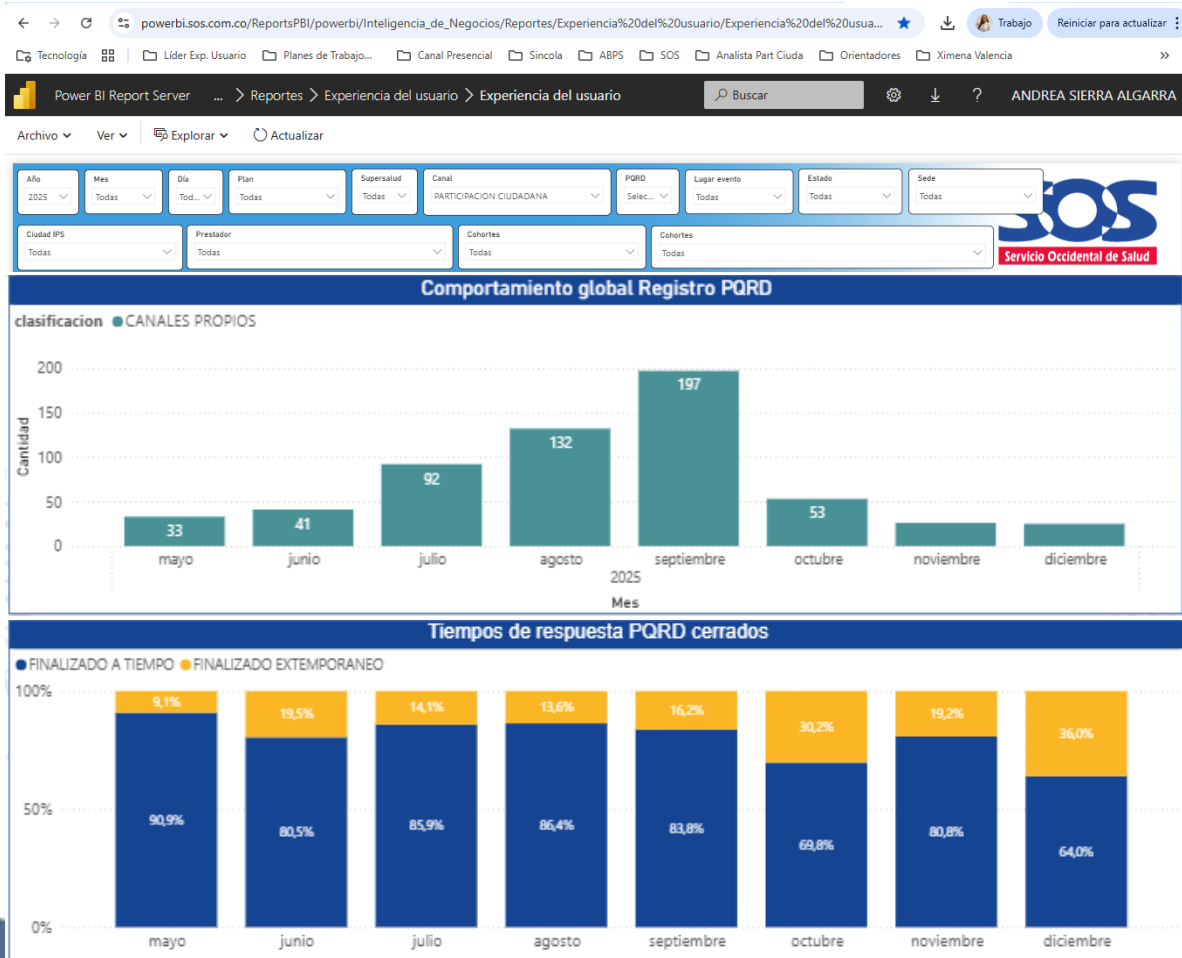 powerbi.sos.com.co/ReportsPBI/powerbi/Inteligencia_de_Negocios/Reportes/Experiencia%20del%20usuario/Experiencia%20del%20usua...
Trabajo
Reiniciar para actualizar
Tecnología
Líder Exp. Usuario
Planes de Trabajo...
Canal Presencial
Sincola
ABPS
SOS
Analista Part Ciuda
Orientadores
Ximena Valencia
»
Power BI Report Server ... > Reportes > Experiencia del usuario > Experiencia del usuario
Buscar
?
ANDREA SIERRA ALGARRA
Archivo Ver Explorar Actualizar
Año Mes Día Plan Supersalud Canal PQRD Lugar evento Estado Sede
2025 Todas Tod... Todas Todas PARTICIPACION CIUDADANA Selec... Todas Todas Todas
SOS
Ciudad IPS Prestador Cohortes Cohortes
Todas Todas Todas Todas
Servicio Occidental de Salud
Comportamiento global Registro PQRD
clasificacion CANALES PROPIOS
Cantidad
200
150
100
50
0
33
41
92
132
197
53
mayo junio julio agosto septiembre octubre noviembre diciembre
2025
Mes
Tiempos de respuesta PQRD cerrados
FINALIZADO A TIEMPO FINALIZADO EXTEMPORANEO
100%
50%
0%
9,1% 19,5% 14,1% 13,6% 16,2% 30,2% 19,2% 36,0%
90,9% 80,5% 85,9% 86,4% 83,8% 69,8% 80,8% 64,0%
mayo junio julio agosto septiembre octubre noviembre diciembre